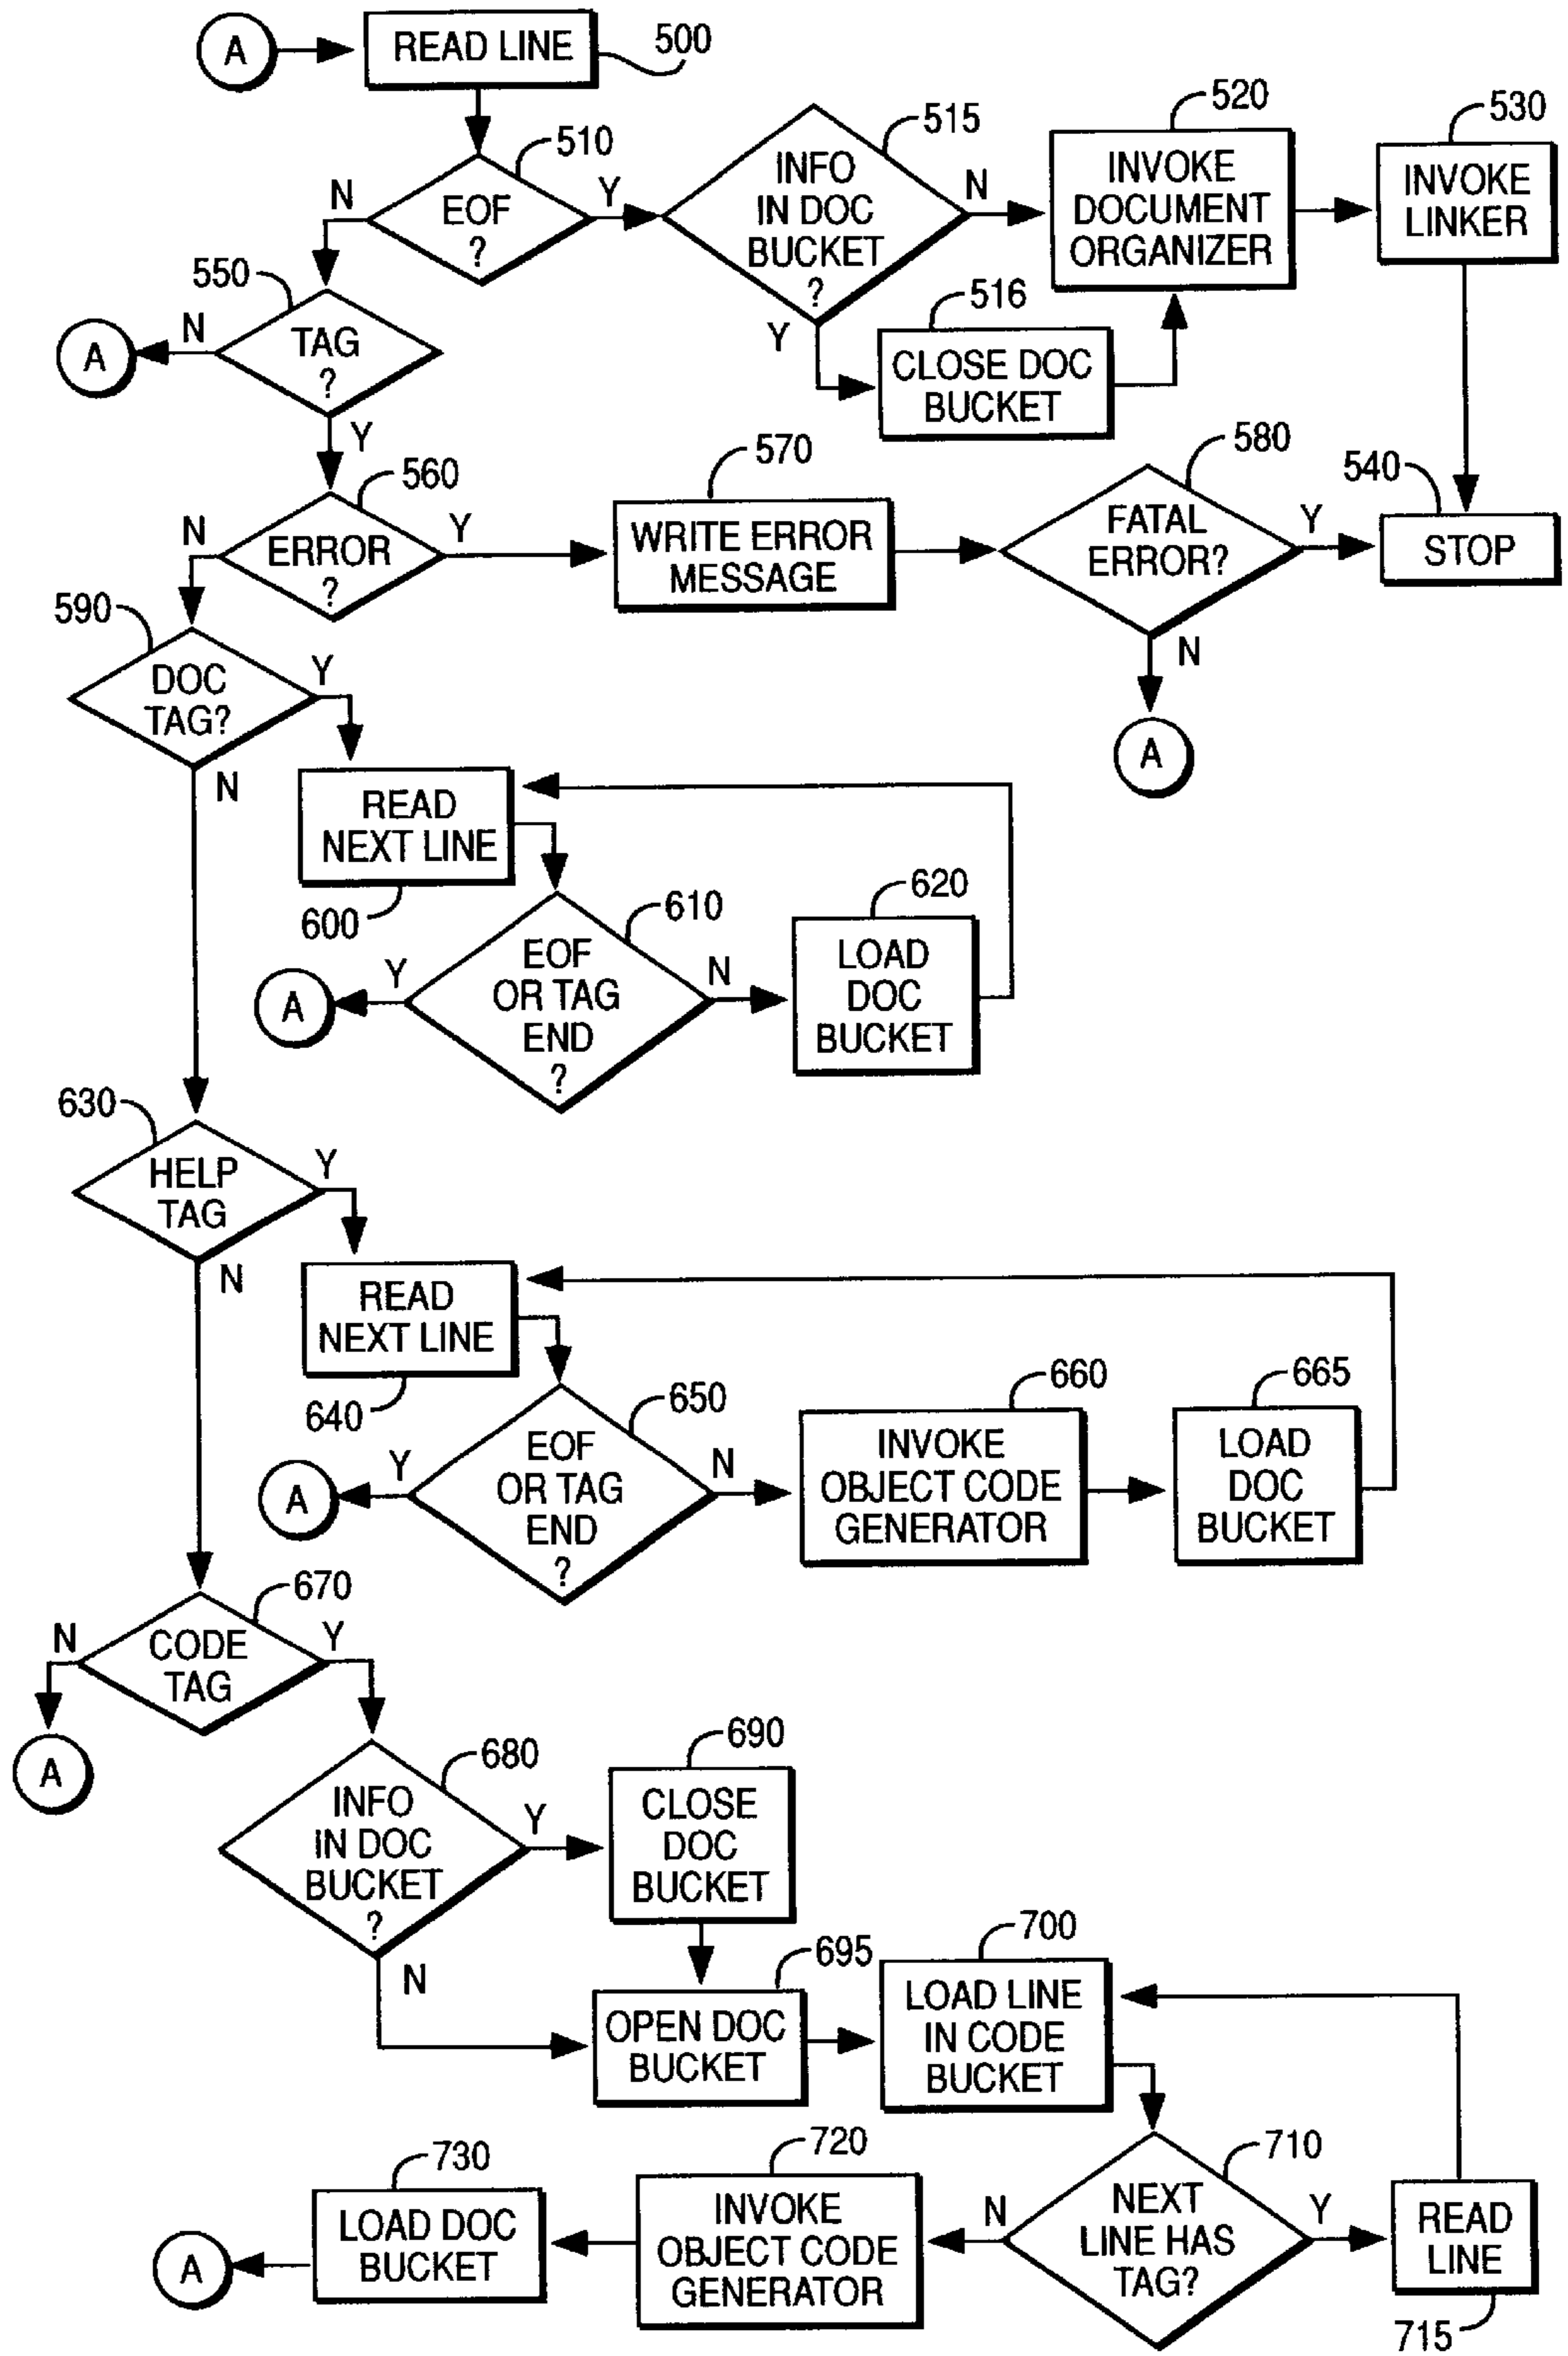 A
READ LINE
500
510
EOF
?
N
Y
515
INFO
IN DOC
BUCKET
?
N
Y
520
INVOKE
DOCUMENT
ORGANIZER
530
INVOKE
LINKER
516
CLOSE DOC
BUCKET
550
TAG
?
N
A
Y
560
ERROR
?
N
Y
570
WRITE ERROR
MESSAGE
580
FATAL
ERROR?
Y
N
A
540
STOP
590
DOC
TAG?
Y
N
READ
NEXT LINE
600
610
EOF
OR TAG
END
?
Y
A
N
620
LOAD
DOC
BUCKET
630
HELP
TAG
Y
N
READ
NEXT LINE
640
650
EOF
OR TAG
END
?
Y
A
N
660
INVOKE
OBJECT CODE
GENERATOR
665
LOAD
DOC
BUCKET
670
CODE
TAG
N
A
Y
680
INFO
IN DOC
BUCKET
?
Y
N
690
CLOSE
DOC
BUCKET
695
OPEN DOC
BUCKET
700
LOAD LINE
IN CODE
BUCKET
710
NEXT
LINE HAS
TAG?
Y
N
READ
LINE
715
720
INVOKE
OBJECT CODE
GENERATOR
730
LOAD DOC
BUCKET
A